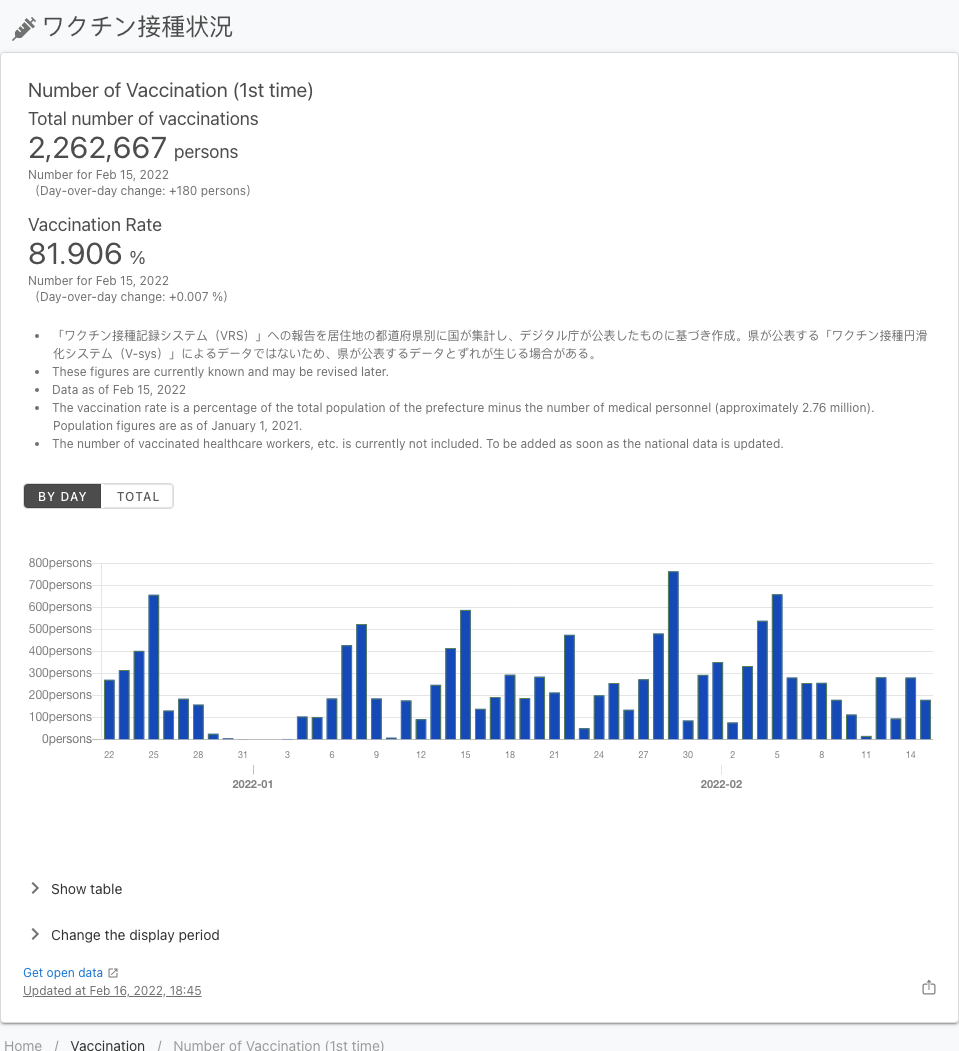 ワクチン接種状況
Number of Vaccination (1st time)
Total number of vaccinations
2,262,667 persons
Number for Feb 15, 2022
(Day-over-day change: +180 persons)
Vaccination Rate
81.906 %
Number for Feb 15, 2022
(Day-over-day change: +0.007 %)
• 「ワクチン接種記録システム（VRS）」への報告を居住地の都道府県別に国が集計し、デジタル庁が公表したものに基づき作成。県が公表する「ワクチン接種円滑
化システム（V-sys）」によるデータではないため、県が公表するデータとずれが生じる場合がある。
• These figures are currently known and may be revised later.
• Data as of Feb 15, 2022
• The vaccination rate is a percentage of the total population of the prefecture minus the number of medical personnel (approximately 2.76 million).
Population figures are as of January 1, 2021.
• The number of vaccinated healthcare workers, etc. is currently not included. To be added as soon as the national data is updated.
BY DAY TOTAL
800persons
700persons
600persons
500persons
400persons
300persons
200persons
100persons
0persons
22 25 28 31 3 6 9 12 15 18 21 24 27 30 2 5 8 11 14
2022-01 2022-02
Show table
Change the display period
Get open data
Updated at Feb 16, 2022, 18:45
Home / Vaccination / Number of Vaccination (1st time)